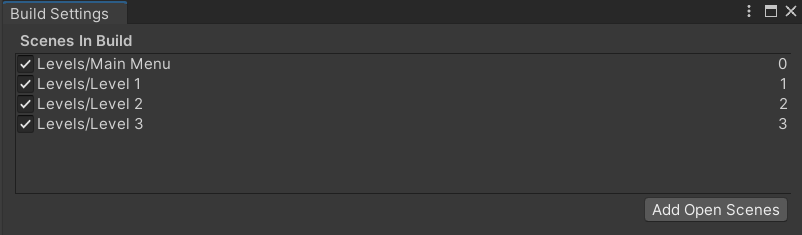 Build Settings
Scenes In Build
Levels/Main Menu 0
Levels/Level 1 1
Levels/Level 2 2
Levels/Level 3 3
Add Open Scenes